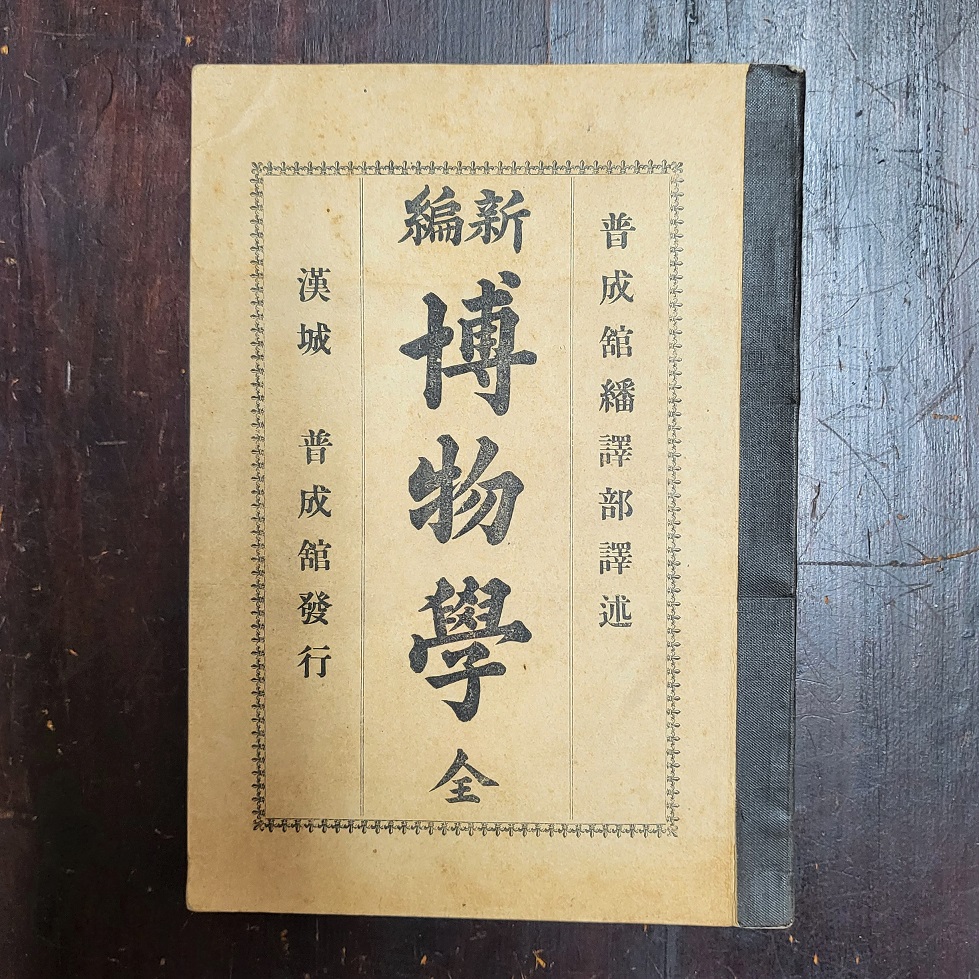 普成舘繙譯部譯述
新編
博物學
全
漢城 普成舘發行